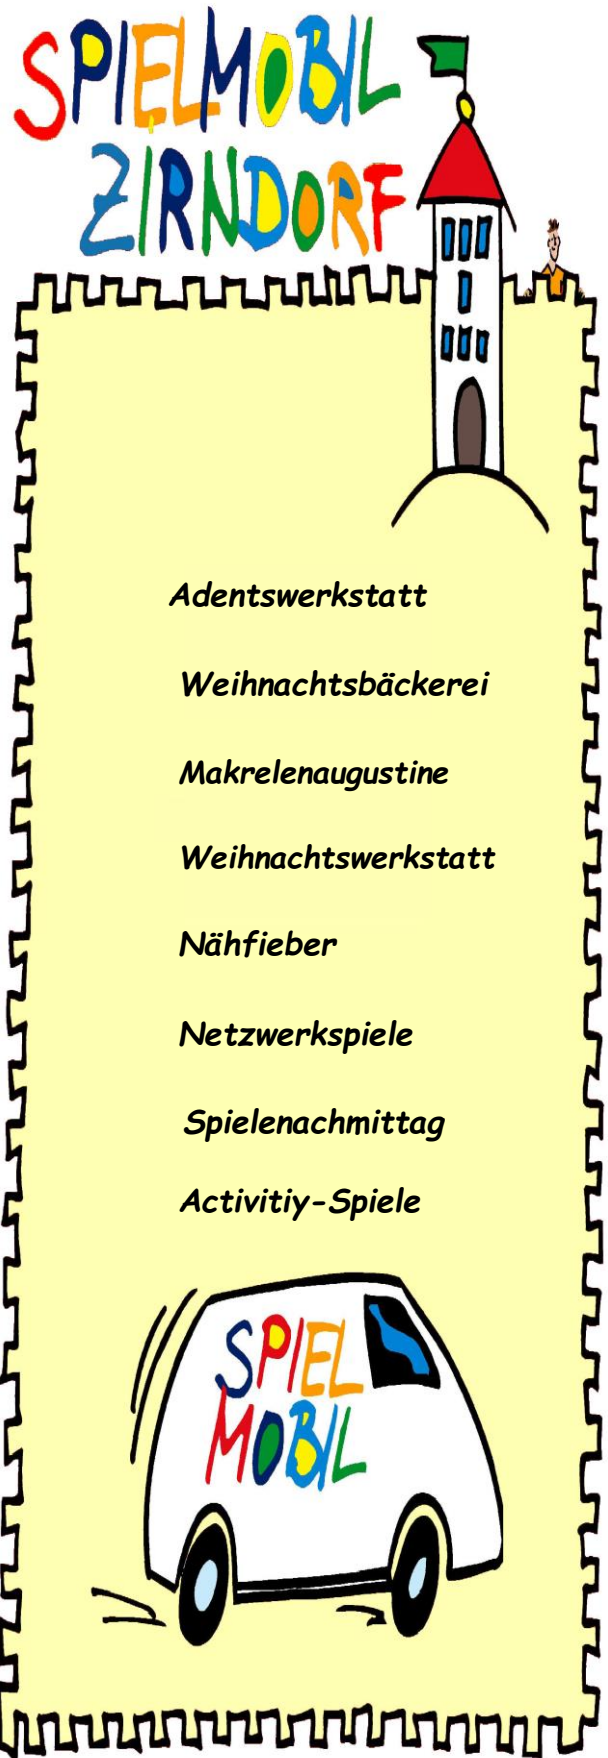 SPIELMOBIL
ZIRNDORF
Adentswerkstatt
Weihnachtsbäckerei
Makrelenaugustine
Weihnachtswerkstatt
Nähfieber
Netzwerkspiele
Spielenachmittag
Activitiy-Spiele
SPIEL
MOBIL